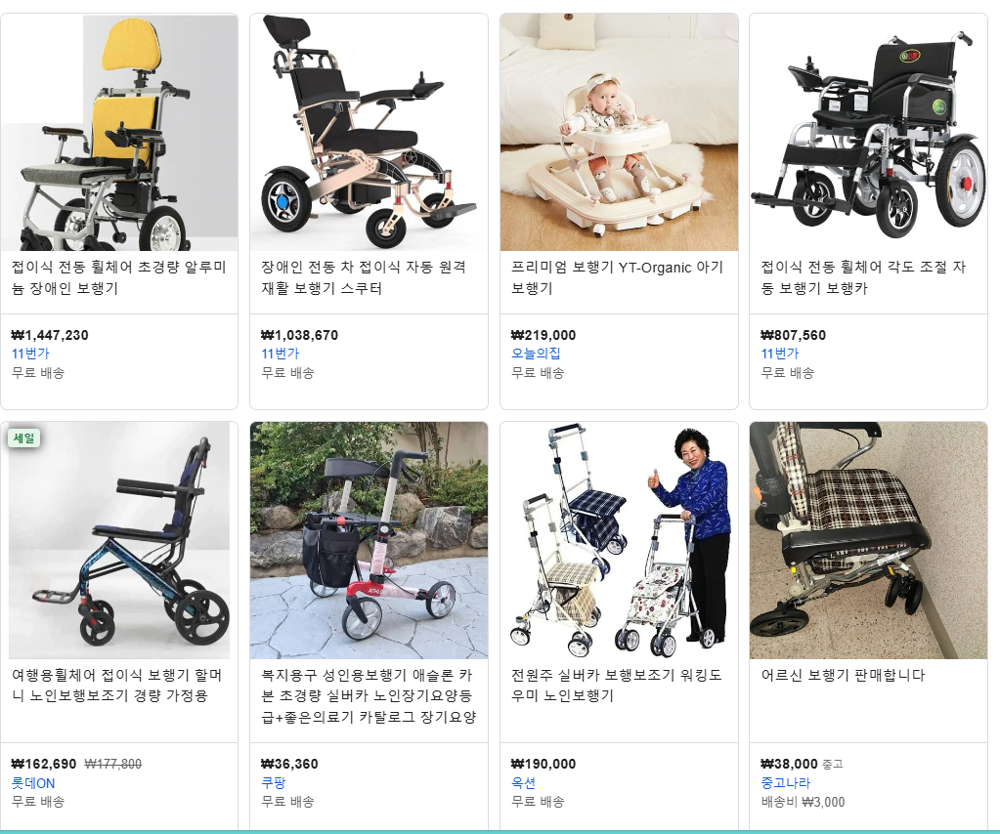 접이식 전동 휠체어 초경량 알루미
늄 장애인 보행기
₩1,447,230
11번가
무료 배송
장애인 전동 차 접이식 자동 원격
재활 보행기 스쿠터
₩1,038,670
11번가
무료 배송
프리미엄 보행기 YT-Organic 아기
보행기
₩219,000
오늘의집
무료 배송
접이식 전동 휠체어 각도 조절 자
동 보행기 보행카
₩807,560
11번가
무료 배송
세일
여행용휠체어 접이식 보행기 할머
니 노인보행보조기 경량 가정용
₩162,690 ₩177,800
롯데ON
무료 배송
복지용구 성인용보행기 애슬론 카
본 초경량 실버카 노인장기요양등
급+좋은의료기 카탈로그 장기요양
₩36,360
쿠팡
무료 배송
전원주 실버카 보행보조기 워킹도
우미 노인보행기
₩190,000
옥션
무료 배송
어르신 보행기 판매합니다
₩38,000 중고
중고나라
배송비 ₩3,000